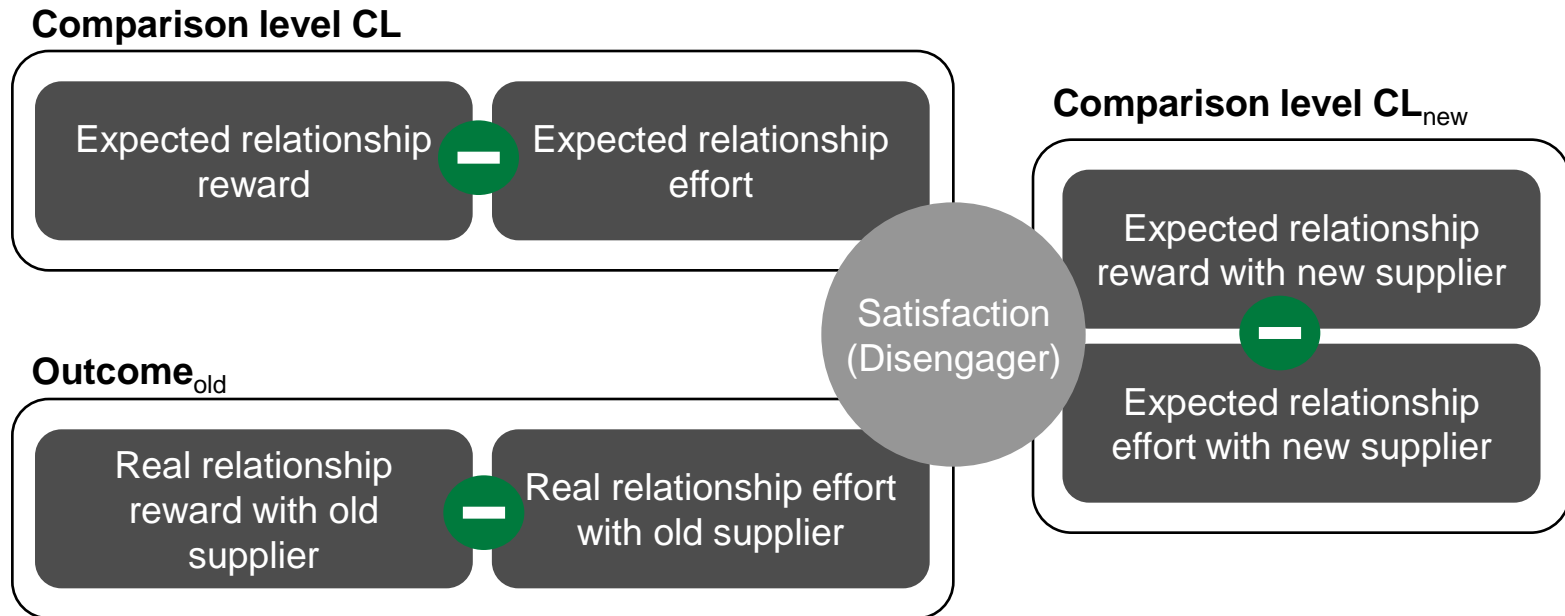 Comparison level CL
Expected relationship
reward
Expected relationship
effort
Comparison level CLnew
Expected relationship
reward with new supplier
Expected relationship
effort with new supplier
Satisfaction
(Disengager)
Outcomeold
Real relationship
reward with old
supplier
Real relationship effort
with old supplier